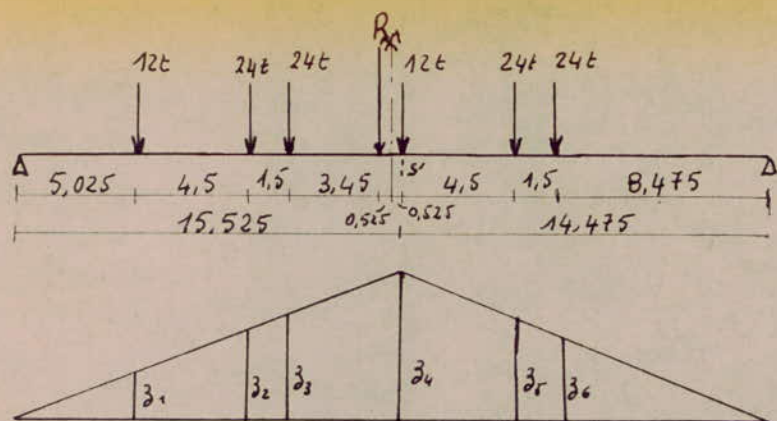 R
12t 24t 24t 12t 24t 24t
S
5,025 4,5 1,5 3,45 4,5 1,5 8,475
0,525 0,525
15,525 14,475
z₁ z₂ z₃ z₄ z₅ z₆